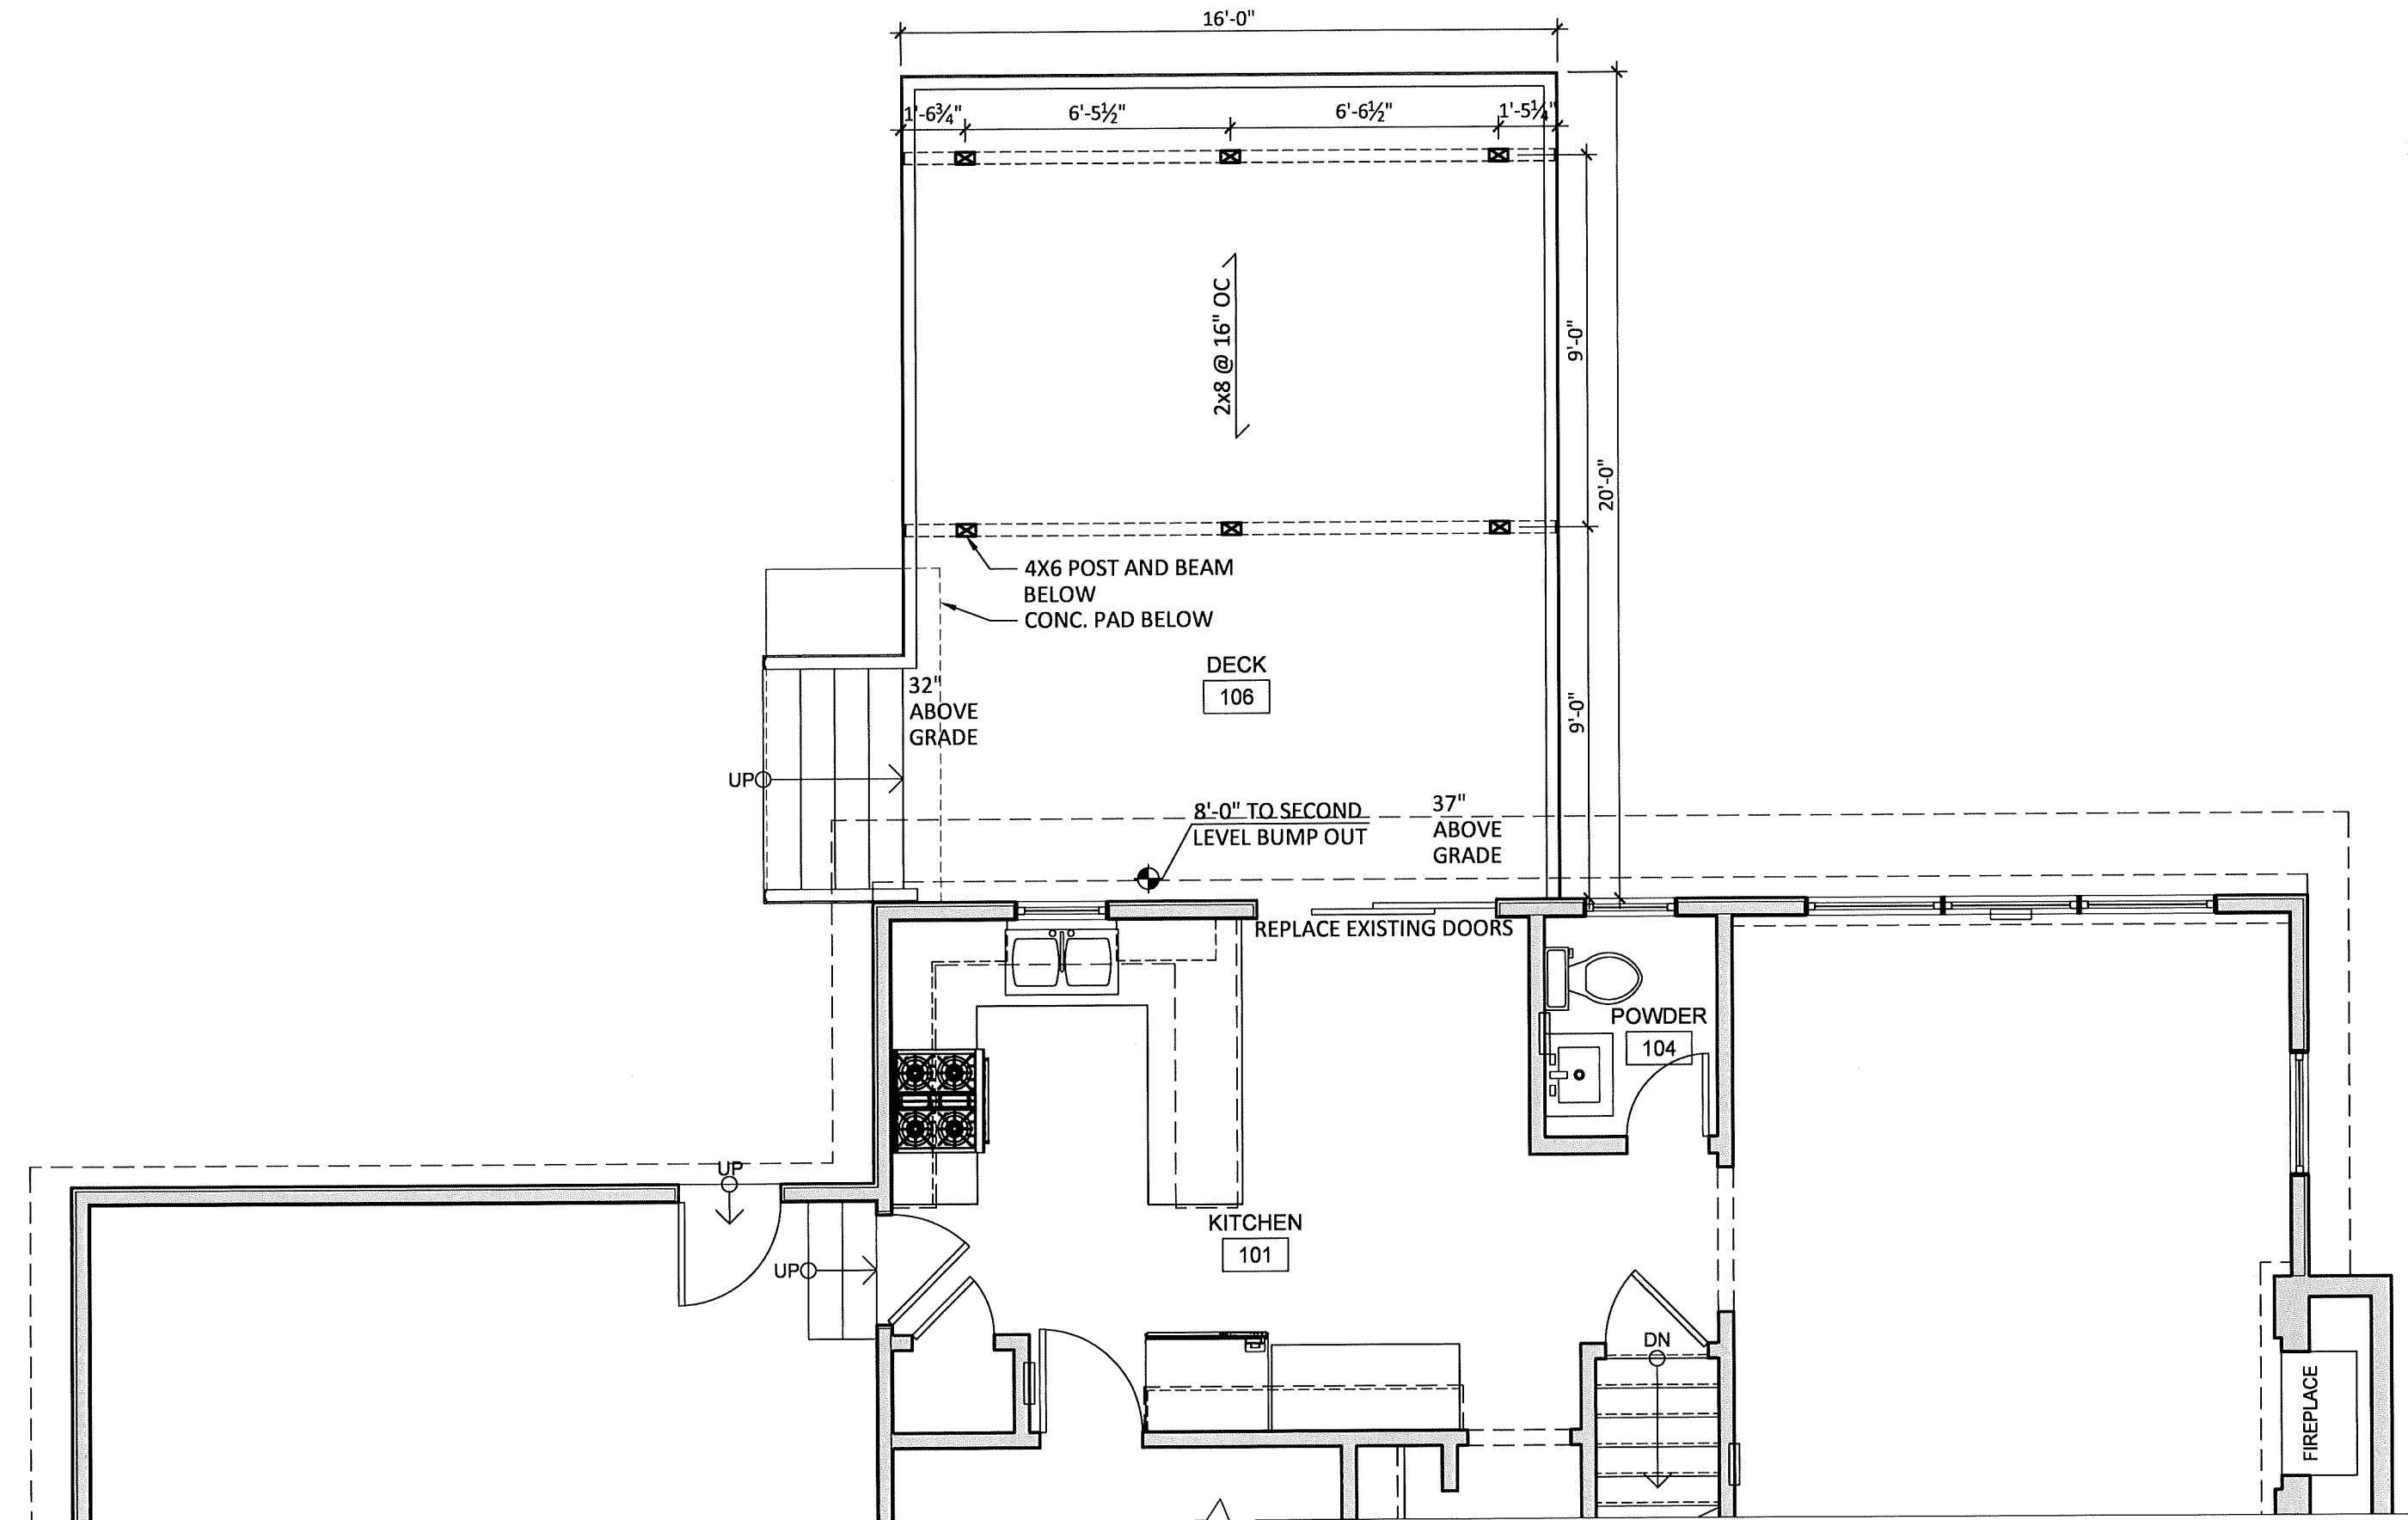 16'-0"
1'-6¾"
6'-5½"
6'-6½"
1'-5¼"
2x8 @ 16" OC
9'-0"
20'-0"
4X6 POST AND BEAM
BELOW
CONC. PAD BELOW
DECK
106
32"
ABOVE
GRADE
9'-0"
UP
8'-0" TO SECOND
LEVEL BUMP OUT
37"
ABOVE
GRADE
REPLACE EXISTING DOORS
POWDER
104
UP
KITCHEN
101
UP
DN
FIREPLACE